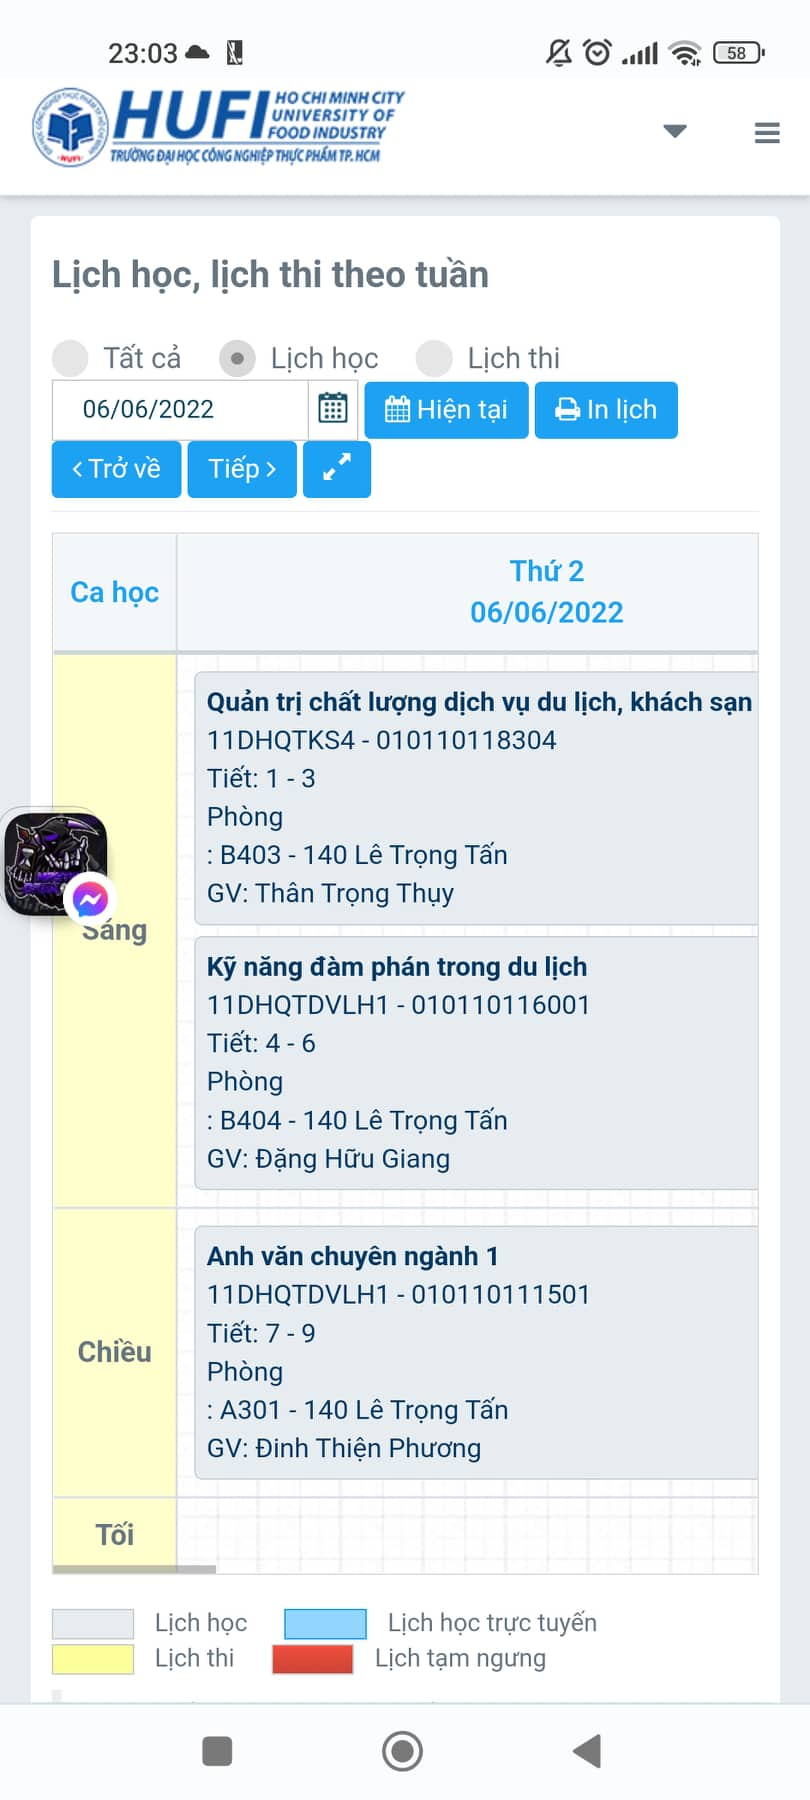 23:03
58
HUFI
HO CHI MINH CITY
UNIVERSITY OF
FOOD INDUSTRY
TRƯỜNG ĐẠI HỌC CÔNG NGHIỆP THỰC PHẨM TP. HCM
Lịch học, lịch thi theo tuần
Tất cả Lịch học Lịch thi
06/06/2022 Hiện tại In lịch
Trở về Tiếp
Ca học
Thứ 2
06/06/2022
Quản trị chất lượng dịch vụ du lịch, khách sạn
11DHQTKS4 - 010110118304
Tiết: 1 - 3
Phòng
: B403 - 140 Lê Trọng Tấn
GV: Thân Trọng Thụy
Sáng
Kỹ năng đàm phán trong du lịch
11DHQTDVLH1 - 010110116001
Tiết: 4 - 6
Phòng
: B404 - 140 Lê Trọng Tấn
GV: Đặng Hữu Giang
Anh văn chuyên ngành 1
11DHQTDVLH1 - 010110111501
Tiết: 7 - 9
Chiều
Phòng
: A301 - 140 Lê Trọng Tấn
GV: Đinh Thiện Phương
Tối
Lịch học Lịch học trực tuyến
Lịch thi Lịch tạm ngưng